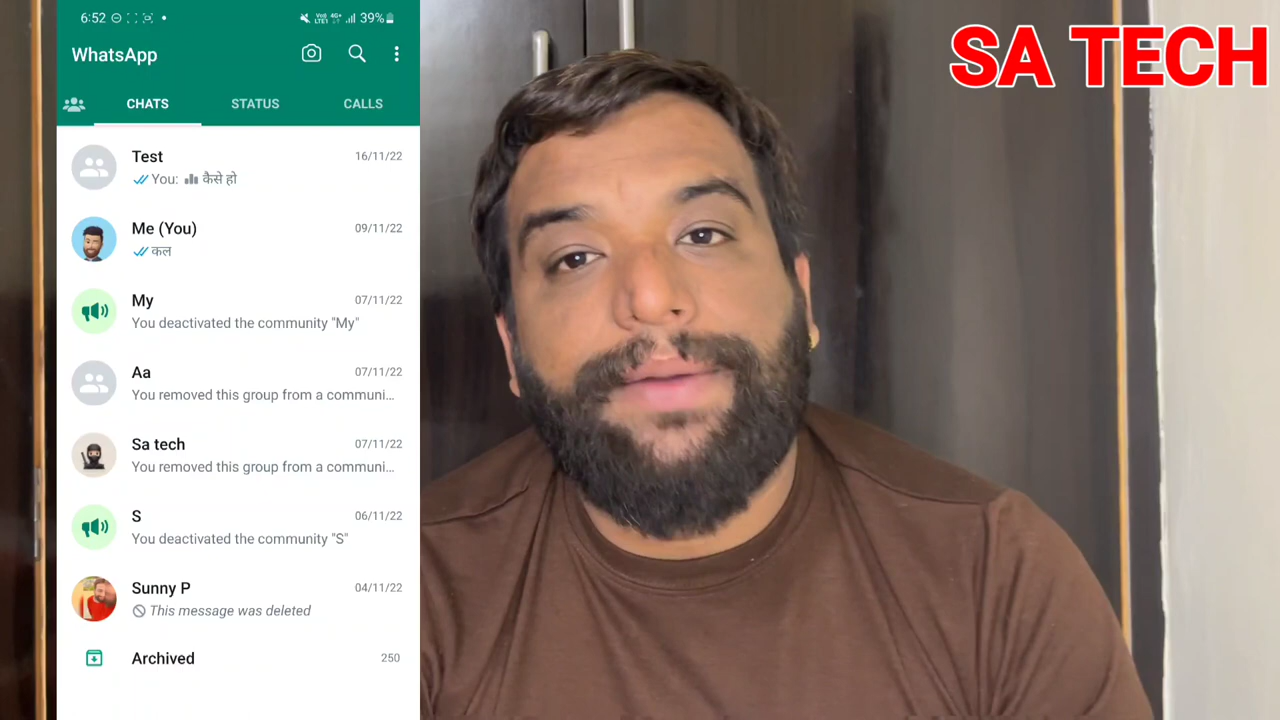 6:52
VoLTE1 4G+ 39%
SA TECH
WhatsApp
CHATS
STATUS
CALLS
Test
16/11/22
You: कैसे हो
Me (You)
09/11/22
कल
My
07/11/22
You deactivated the community "My"
Aa
07/11/22
You removed this group from a communi...
Sa tech
07/11/22
You removed this group from a communi...
S
06/11/22
You deactivated the community "S"
Sunny P
04/11/22
This message was deleted
Archived
250